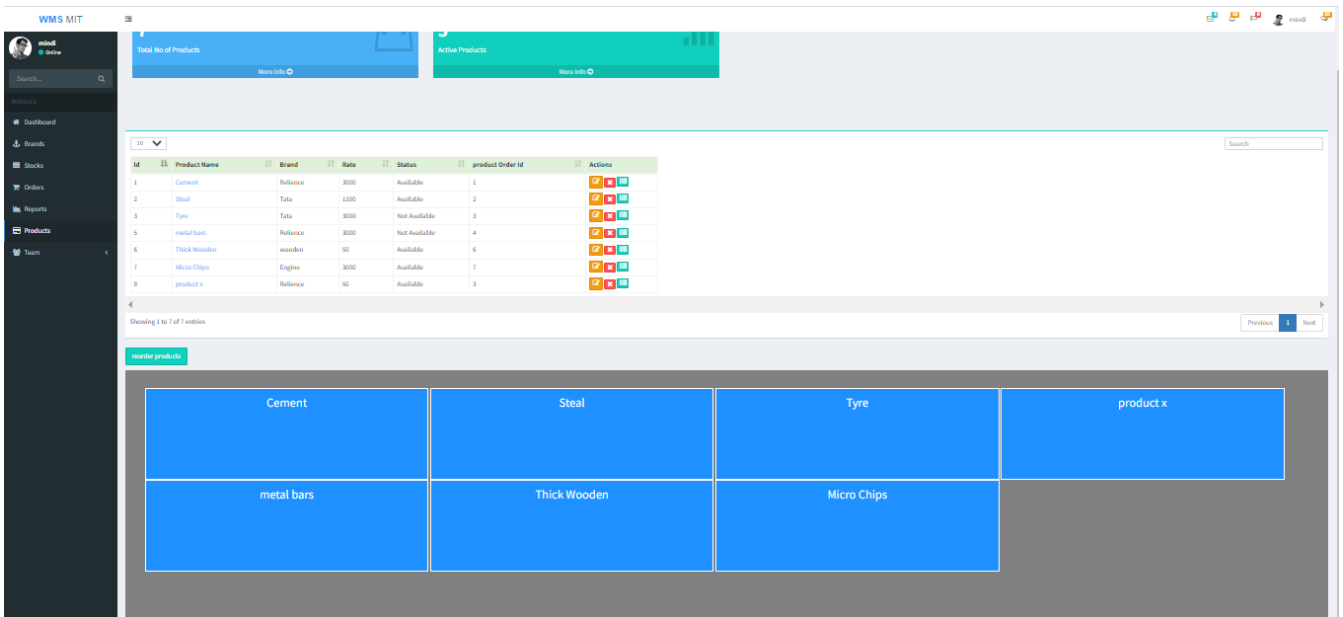 WMS MIT
mindi
mindi
Online
Total No of Products
Active Products
More info
More info
Search...
MODULES
Dashboard
Brands
Stocks
Orders
Reports
Products
Team
10
Search
Id Product Name Brand Rate Status product Order Id Actions
1 Cement Relience 3000 Available 1
2 Steal Tata 1200 Available 2
3 Tyre Tata 3000 Not Available 3
5 metal bars Relience 3000 Not Available 4
6 Thick Wooden wooden 50 Available 6
7 Micro Chips Engine 3000 Available 7
8 product x Relience 50 Available 3
Showing 1 to 7 of 7 entries
Previous 1 Next
reorder products
Cement Steal Tyre product x
metal bars Thick Wooden Micro Chips